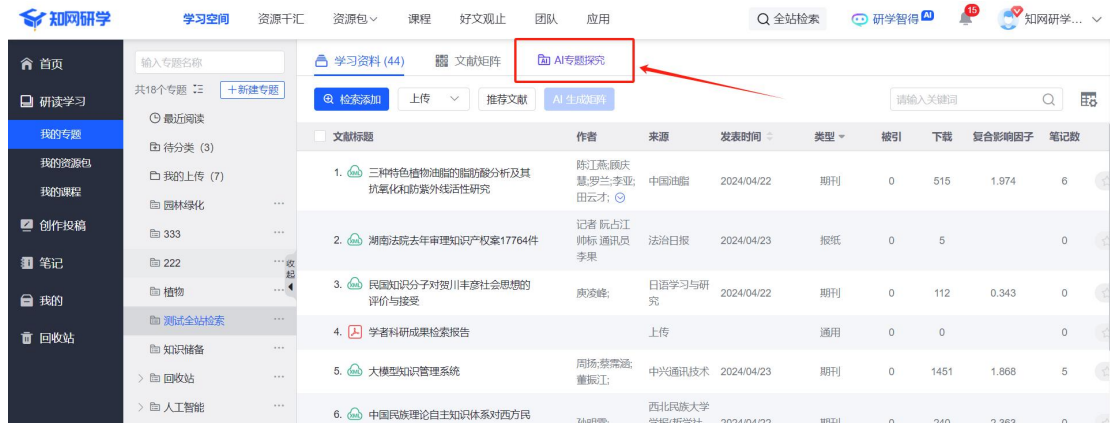 知网研学
学习空间 资源千汇 资源包 课程 好文观止 团队 应用
全站检索 研学智得 AI 15 知网研学...
首页
研读学习
我的专题
我的资源包
我的课程
创作投稿
笔记
我的
回收站
输入专题名称
共18个专题 +新建专题
最近阅读
待分类 (3)
我的上传 (7)
园林绿化 ...
333 ...
222 ...
植物 ...
测试全站检索 ...
知识储备 ...
回收站 ...
人工智能 ...
收起
学习资料 (44) 文献矩阵 AI专题探究
检索添加 上传 推荐文献 AI 生成矩阵 请输入关键词
文献标题 作者 来源 发表时间 类型 被引 下载 复合影响因子 笔记数
1. 三种特色植物油脂的脂肪酸分析及其抗氧化和防紫外线活性研究 陈江燕;顾庆慧;罗兰;李亚;田云才; 中国油脂 2024/04/22 期刊 0 515 1.974 6
2. 湖南法院去年审理知识产权案17764件 记者 阮占江 帅标 通讯员 李果 法治日报 2024/04/23 报纸 0 5 0
3. 民国知识分子对贺川丰彦社会思想的评价与接受 庾凌峰; 日语学习与研究 2024/04/22 期刊 0 112 0.343 0
4. 学者科研成果检索报告 上传 通用 0 0 0
5. 大模型知识管理系统 周扬;蔡霈涵;董振江; 中兴通讯技术 2024/04/23 期刊 0 1451 1.868 5
6. 中国民族理论自主知识体系对西方民 西北民族大学